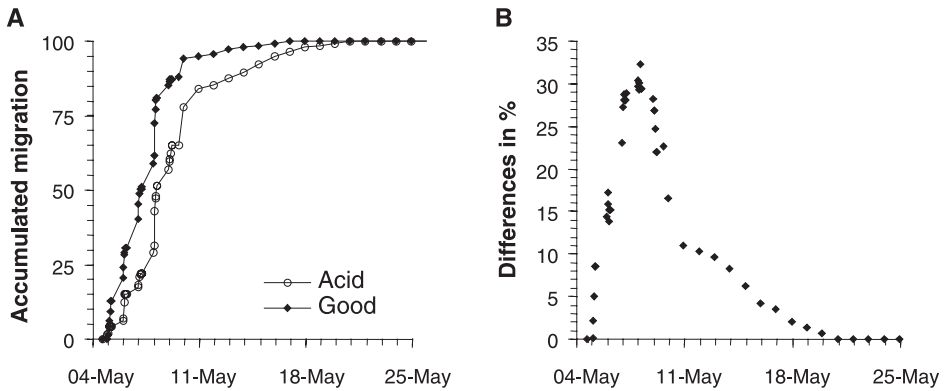 A
Accumulated migration
100
75
50
25
0
04-May 11-May 18-May 25-May
Acid
Good
B
Differences in %
35
30
25
20
15
10
5
0
04-May 11-May 18-May 25-May